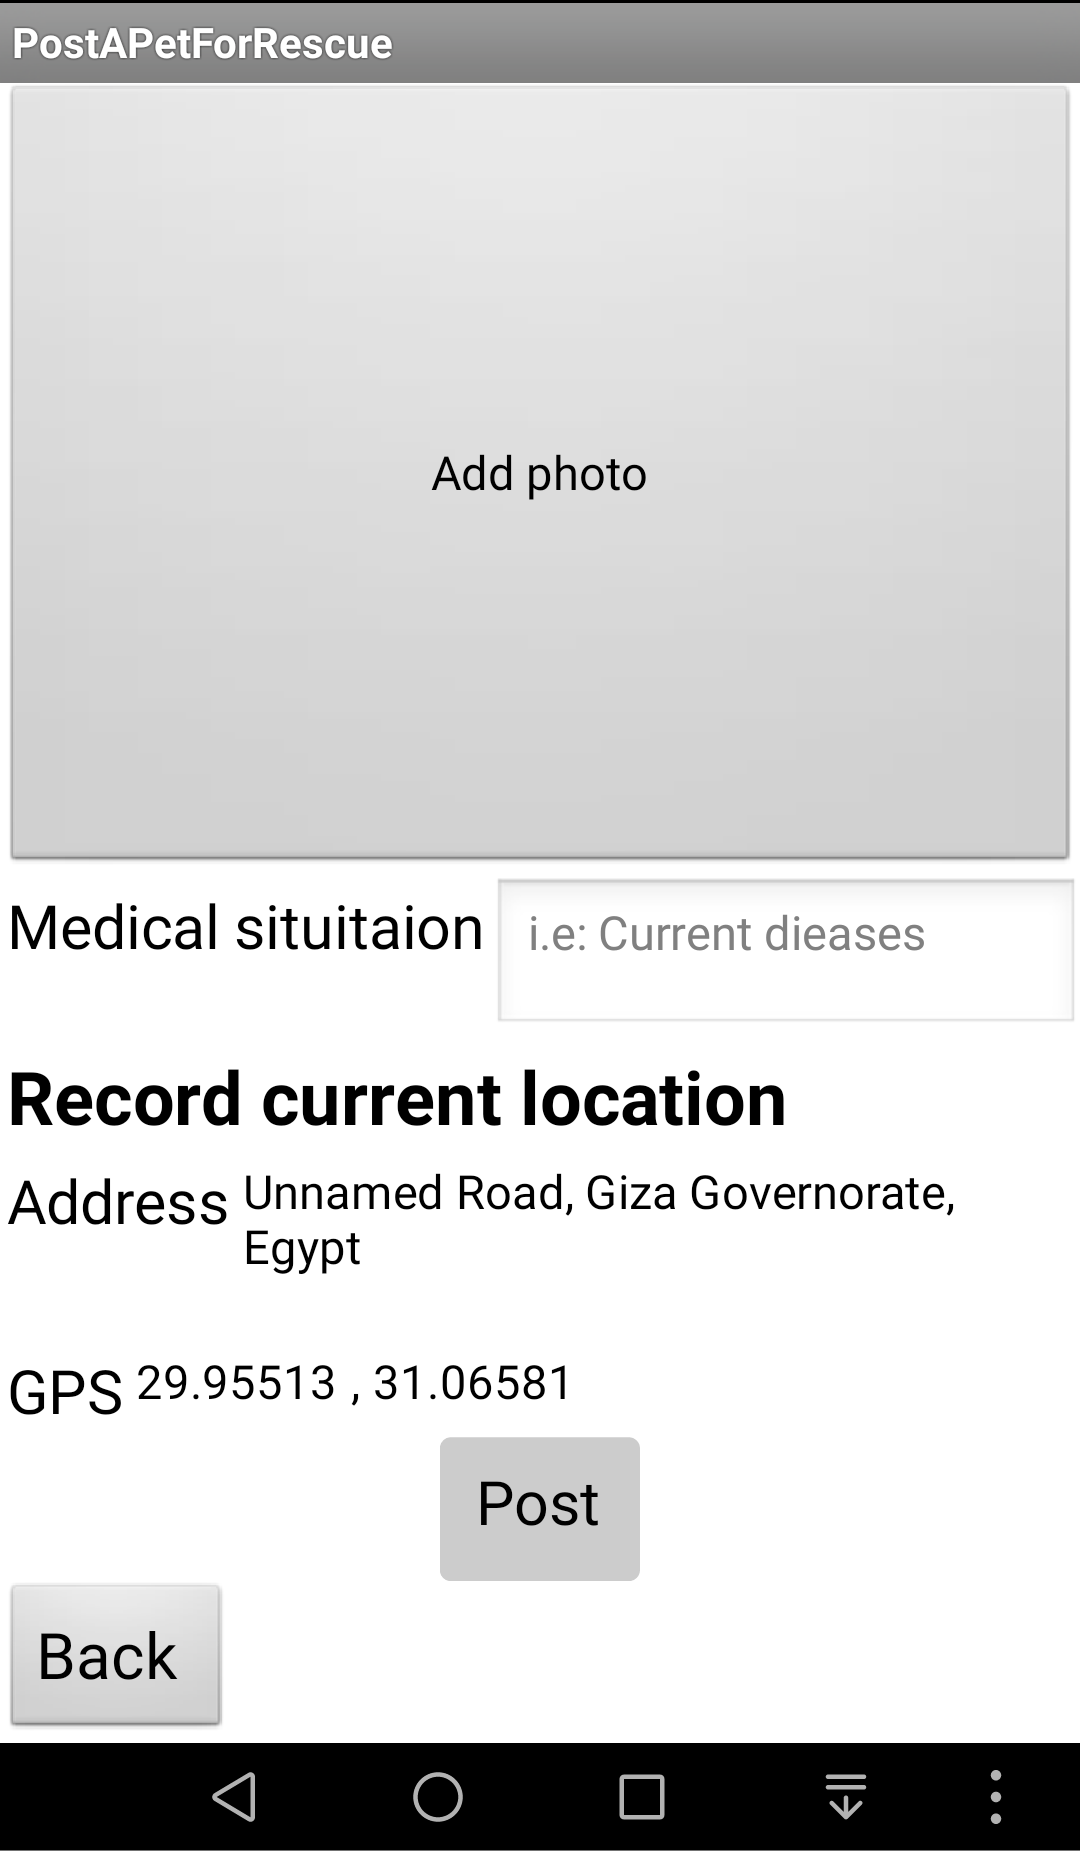 PostAPetForRescue
Add photo
Medical situitaion
i.e: Current dieases
Record current location
Address
Unnamed Road, Giza Governorate,
Egypt
GPS
29.95513 , 31.06581
Post
Back